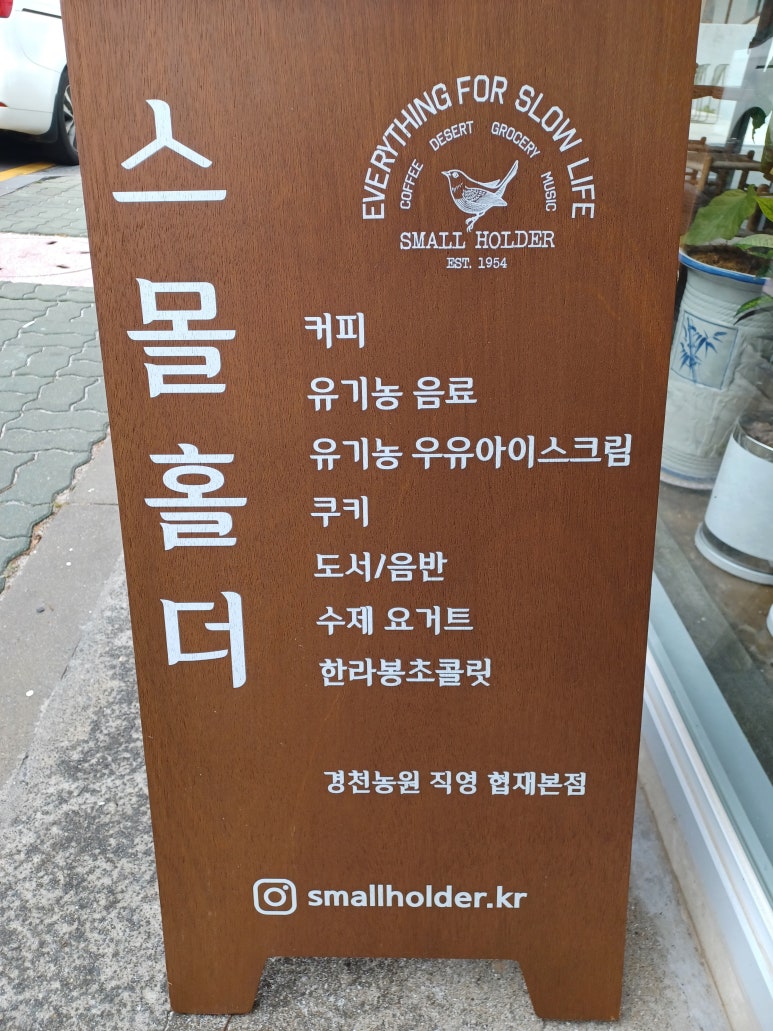 스몰홀더
EVERYTHING FOR SLOW LIFE
COFFEE DESERT GROCERY MUSIC
SMALL HOLDER
EST. 1954
커피
유기농 음료
유기농 우유아이스크림
쿠키
도서/음반
수제 요거트
한라봉초콜릿
경천농원 직영 협재본점
smallholder.kr